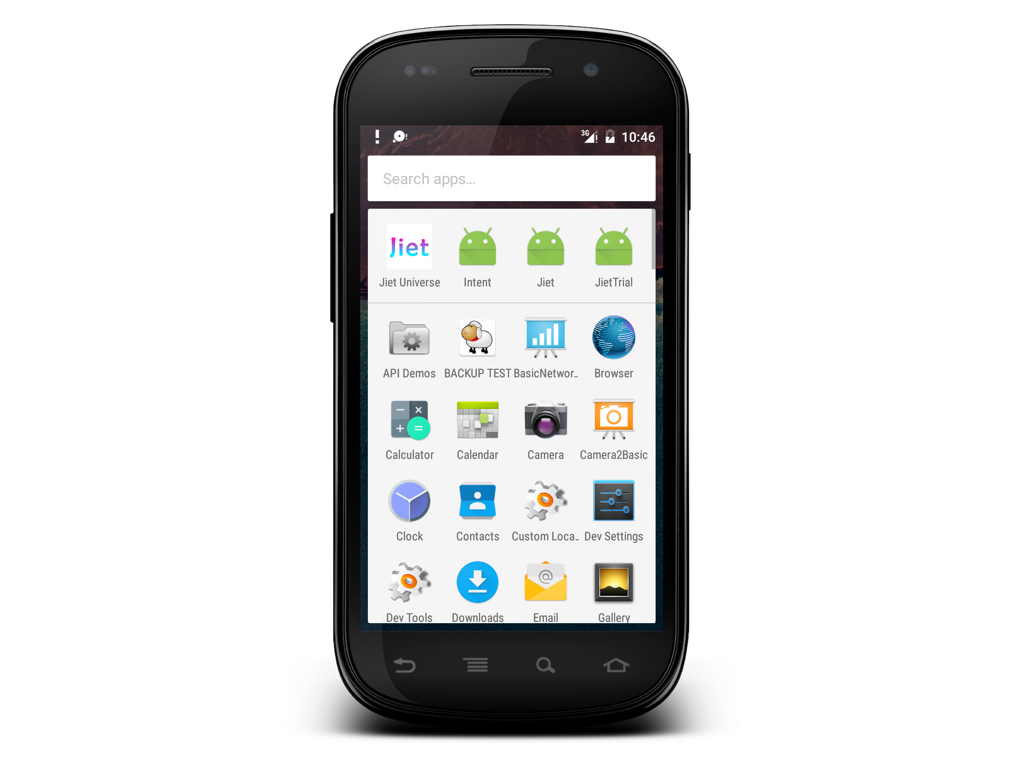 3G 10:46
Search apps...
Jiet
Jiet Universe Intent Jiet JietTrial
API Demos BACKUP TEST BasicNetwor.. Browser
Calculator Calendar Camera Camera2Basic
Clock Contacts Custom Loca.. Dev Settings
@
Dev Tools Downloads Email Gallery